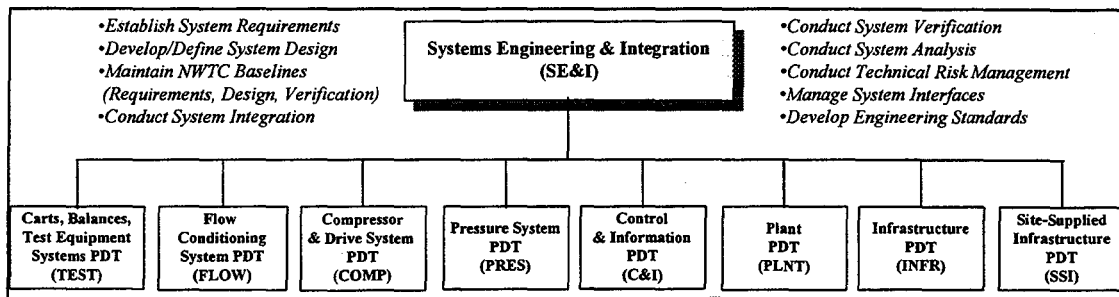 •Establish System Requirements
•Develop/Define System Design
•Maintain NWTC Baselines
(Requirements, Design, Verification)
•Conduct System Integration
Systems Engineering & Integration
(SE&I)
•Conduct System Verification
•Conduct System Analysis
•Conduct Technical Risk Management
•Manage System Interfaces
•Develop Engineering Standards
Carts, Balances,
Test Equipment
Systems PDT
(TEST)
Flow
Conditioning
System PDT
(FLOW)
Compressor
& Drive System
PDT
(COMP)
Pressure System
PDT
(PRES)
Control
& Information
PDT
(C&I)
Plant
PDT
(PLNT)
Infrastructure
PDT
(INFR)
Site-Supplied
Infrastructure
PDT
(SSI)